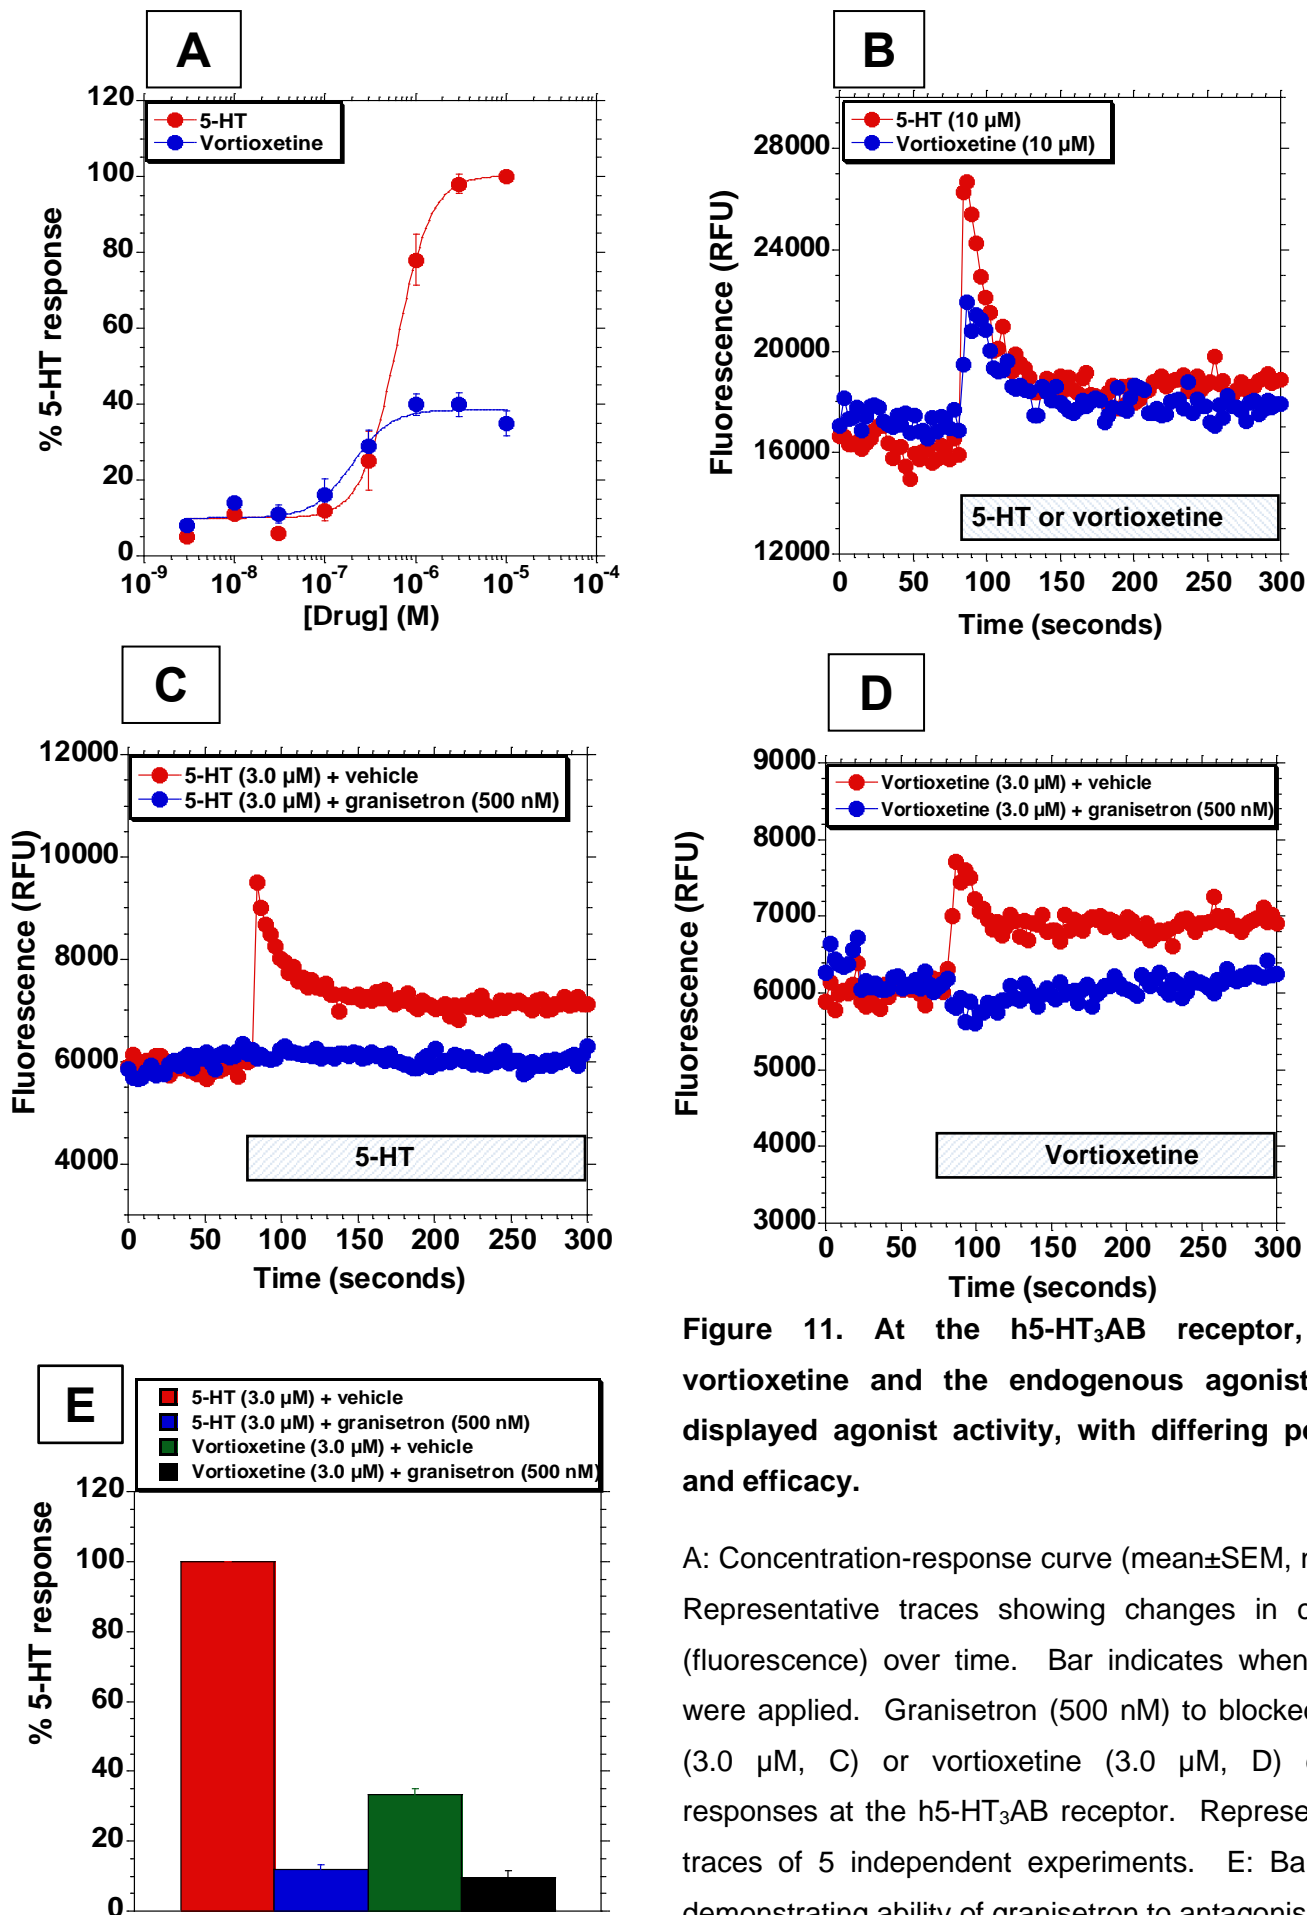 A
120
100
80
60
40
20
0
5-HT
Vortioxetine
% 5-HT response
10-9 10-8 10-7 10-6 10-5 10-4
[Drug] (M)
B
28000
24000
20000
16000
12000
5-HT (10 µM)
Vortioxetine (10 µM)
Fluorescence (RFU)
5-HT or vortioxetine
0 50 100 150 200 250 300
Time (seconds)
C
12000
10000
8000
6000
4000
5-HT (3.0 µM) + vehicle
5-HT (3.0 µM) + granisetron (500 nM)
Fluorescence (RFU)
5-HT
0 50 100 150 200 250 300
Time (seconds)
D
9000
8000
7000
6000
5000
4000
3000
Vortioxetine (3.0 µM) + vehicle
Vortioxetine (3.0 µM) + granisetron (500 nM)
Fluorescence (RFU)
Vortioxetine
0 50 100 150 200 250 300
Time (seconds)
E
5-HT (3.0 µM) + vehicle
5-HT (3.0 µM) + granisetron (500 nM)
Vortioxetine (3.0 µM) + vehicle
Vortioxetine (3.0 µM) + granisetron (500 nM)
120
100
80
60
40
20
0
% 5-HT response
Figure 11. At the h5-HT3AB receptor,
vortioxetine and the endogenous agonist
displayed agonist activity, with differing
and efficacy.
A: Concentration-response curve (mean±SEM,
Representative traces showing changes in
(fluorescence) over time. Bar indicates when
were applied. Granisetron (500 nM) to blocked
(3.0 µM, C) or vortioxetine (3.0 µM, D)
responses at the h5-HT3AB receptor.
traces of 5 independent experiments. E:
demonstrating ability of granisetron to